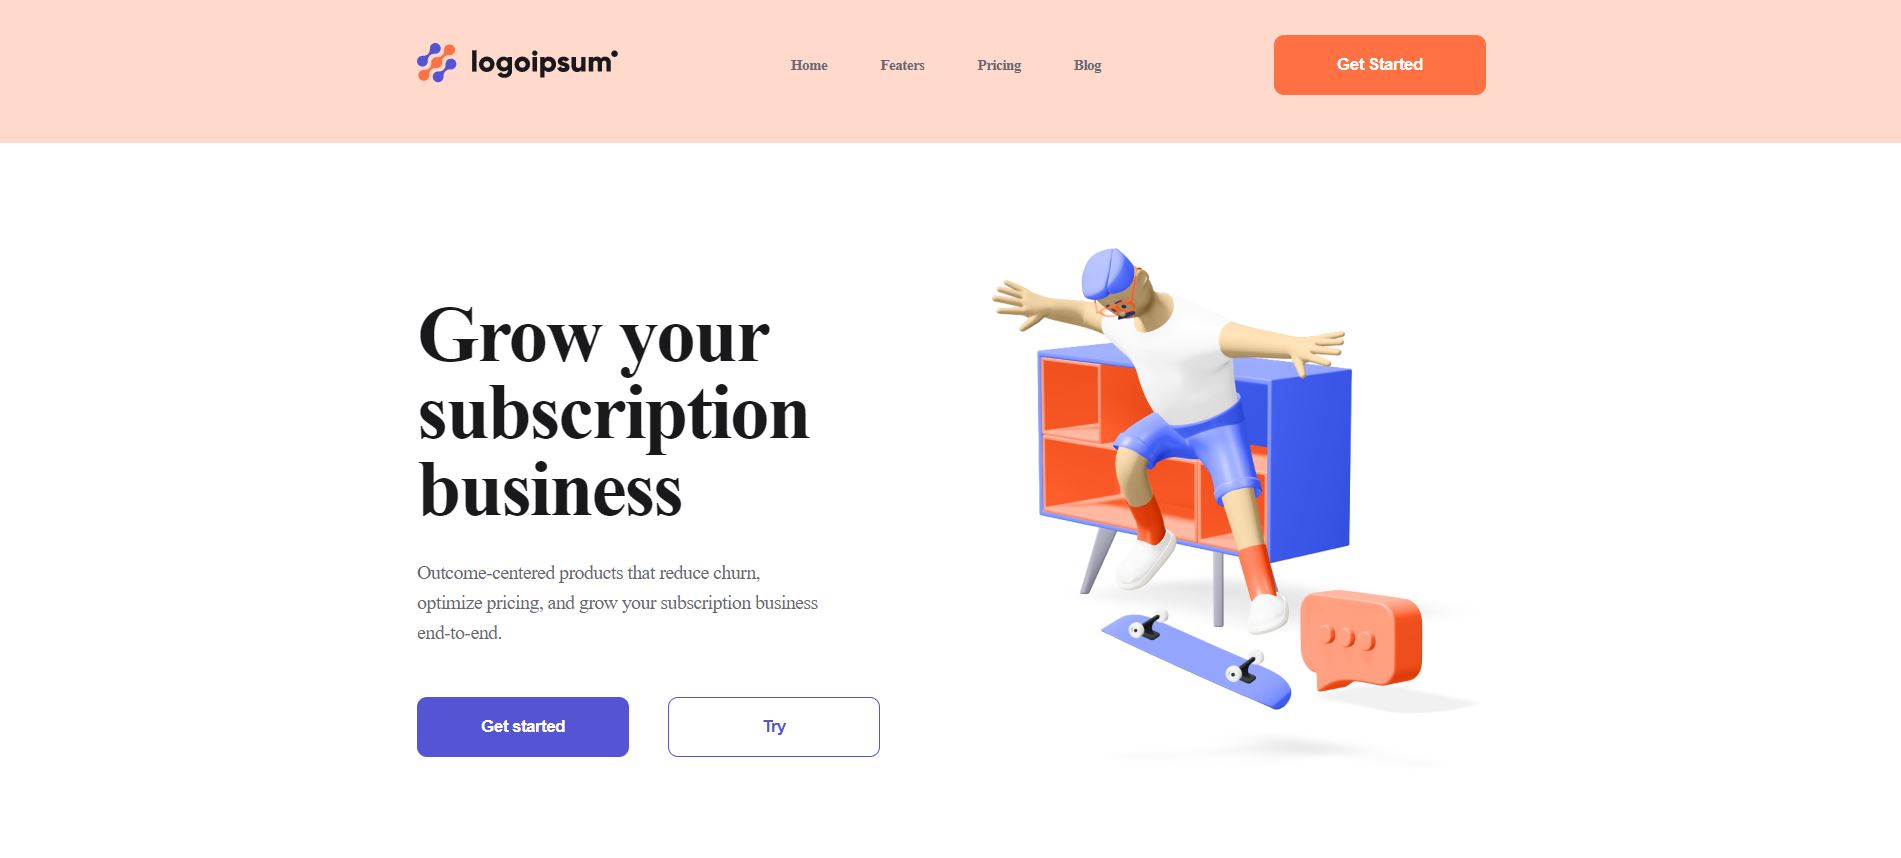 logoipsum
Home
Featers
Pricing
Blog
Get Started
Grow your
subscription
business
Outcome-centered products that reduce churn,
optimize pricing, and grow your subscription business
end-to-end.
Get started
Try